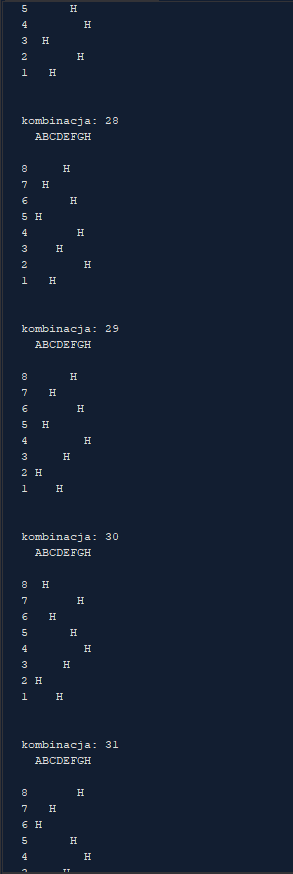 5      H
4        H
3  H
2       H
1   H
kombinacja: 28
  ABCDEFGH
8     H
7  H
6      H
5 H
4       H
3    H
2        H
1   H
kombinacja: 29
  ABCDEFGH
8      H
7   H
6       H
5  H
4        H
3     H
2 H
1    H
kombinacja: 30
  ABCDEFGH
8  H
7       H
6   H
5      H
4        H
3     H
2 H
1    H
kombinacja: 31
  ABCDEFGH
8       H
7   H
6 H
5      H
4        H
3     H